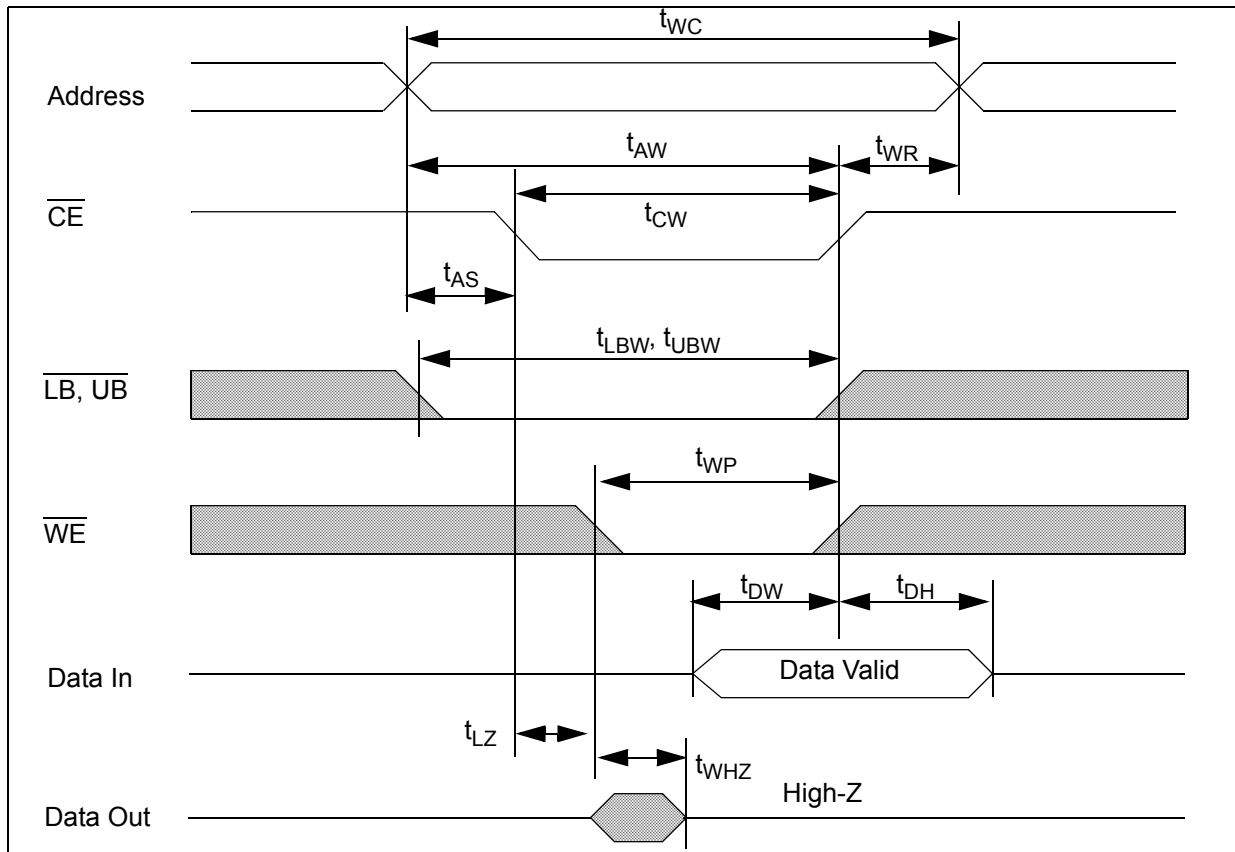 tWC
Address
tAW
tWR
CE
tCW
tAS
tLBW, tUBW
LB, UB
tWP
WE
tDW
tDH
Data In
Data Valid
tLZ
tWHZ
Data Out
High-Z